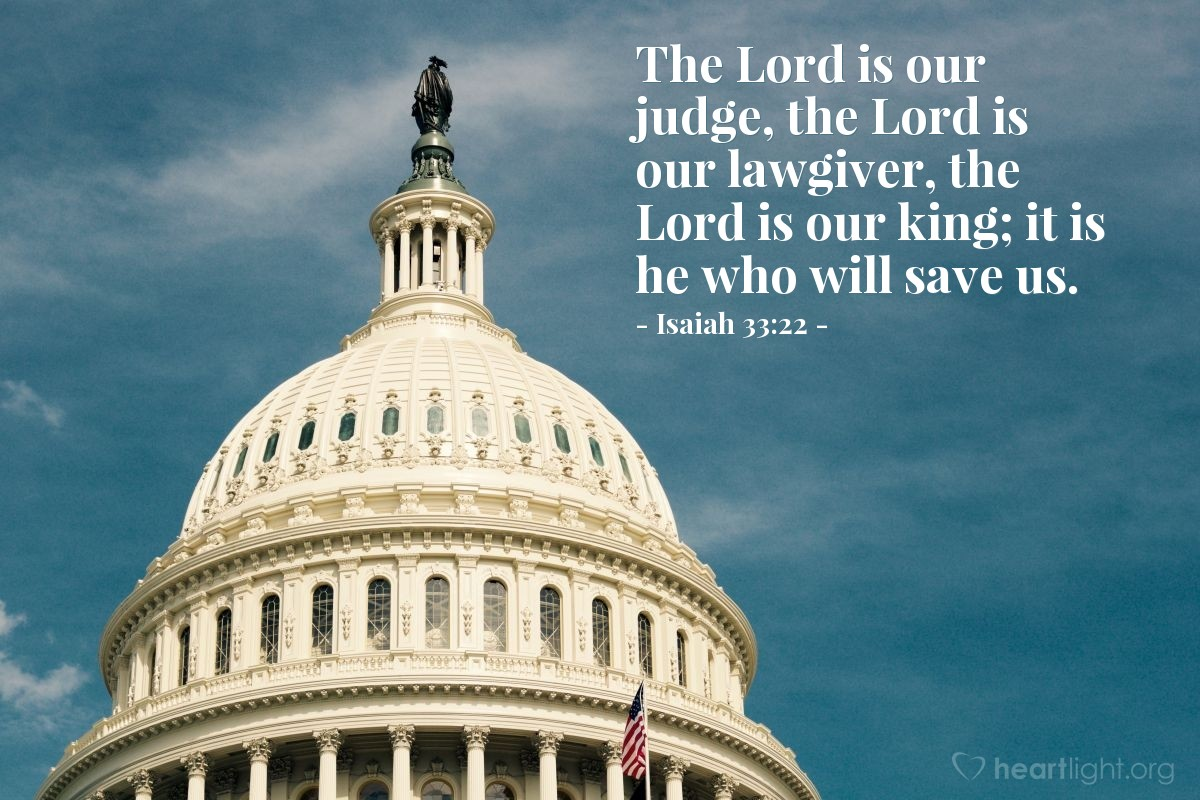 The Lord is our
judge, the Lord is
our lawgiver, the
Lord is our king; it is
he who will save us.
- Isaiah 33:22 -
heartlight.org